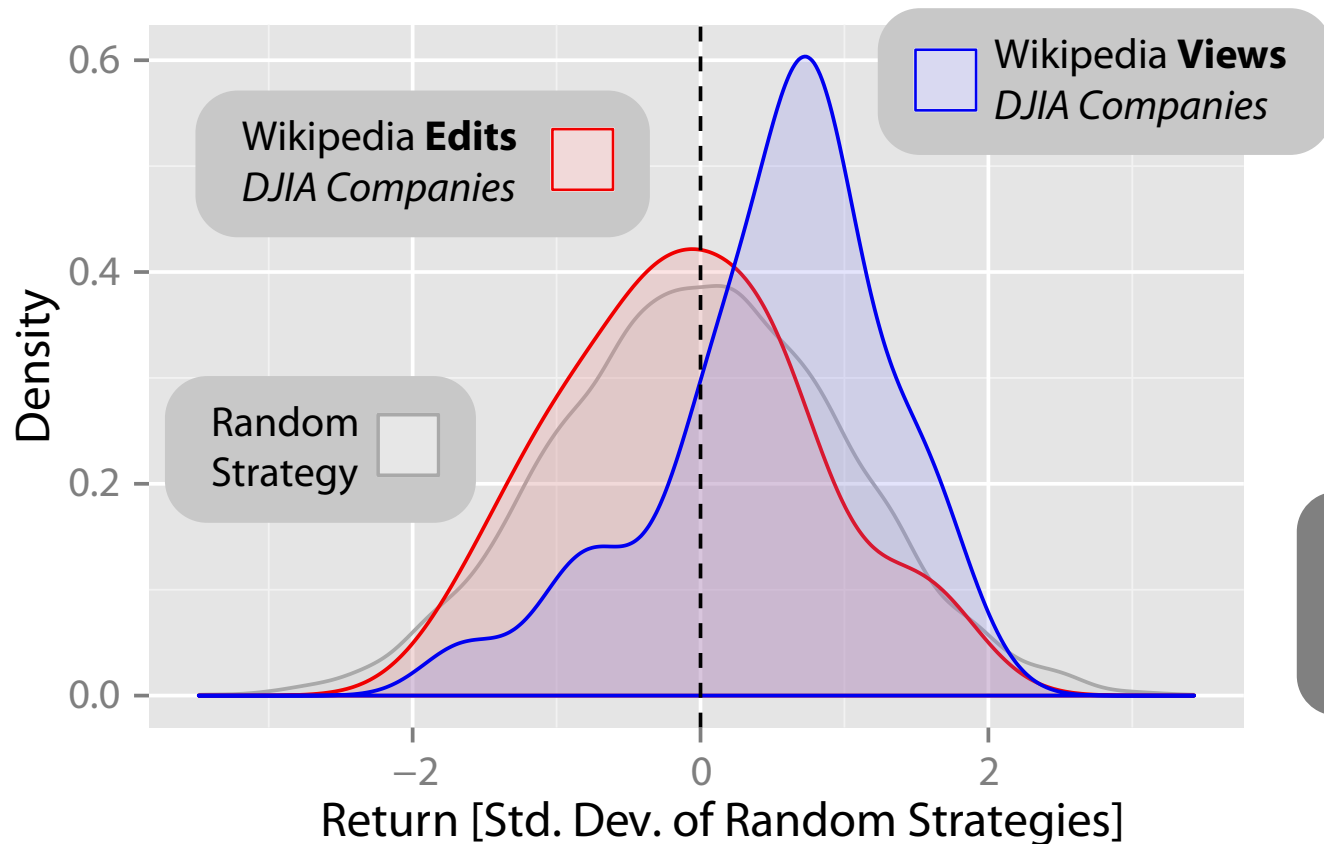 Wikipedia Views
DJIA Companies
Wikipedia Edits
DJIA Companies
Random
Strategy
Density
0.6
0.4
0.2
0.0
−2
0
2
Return [Std. Dev. of Random Strategies]